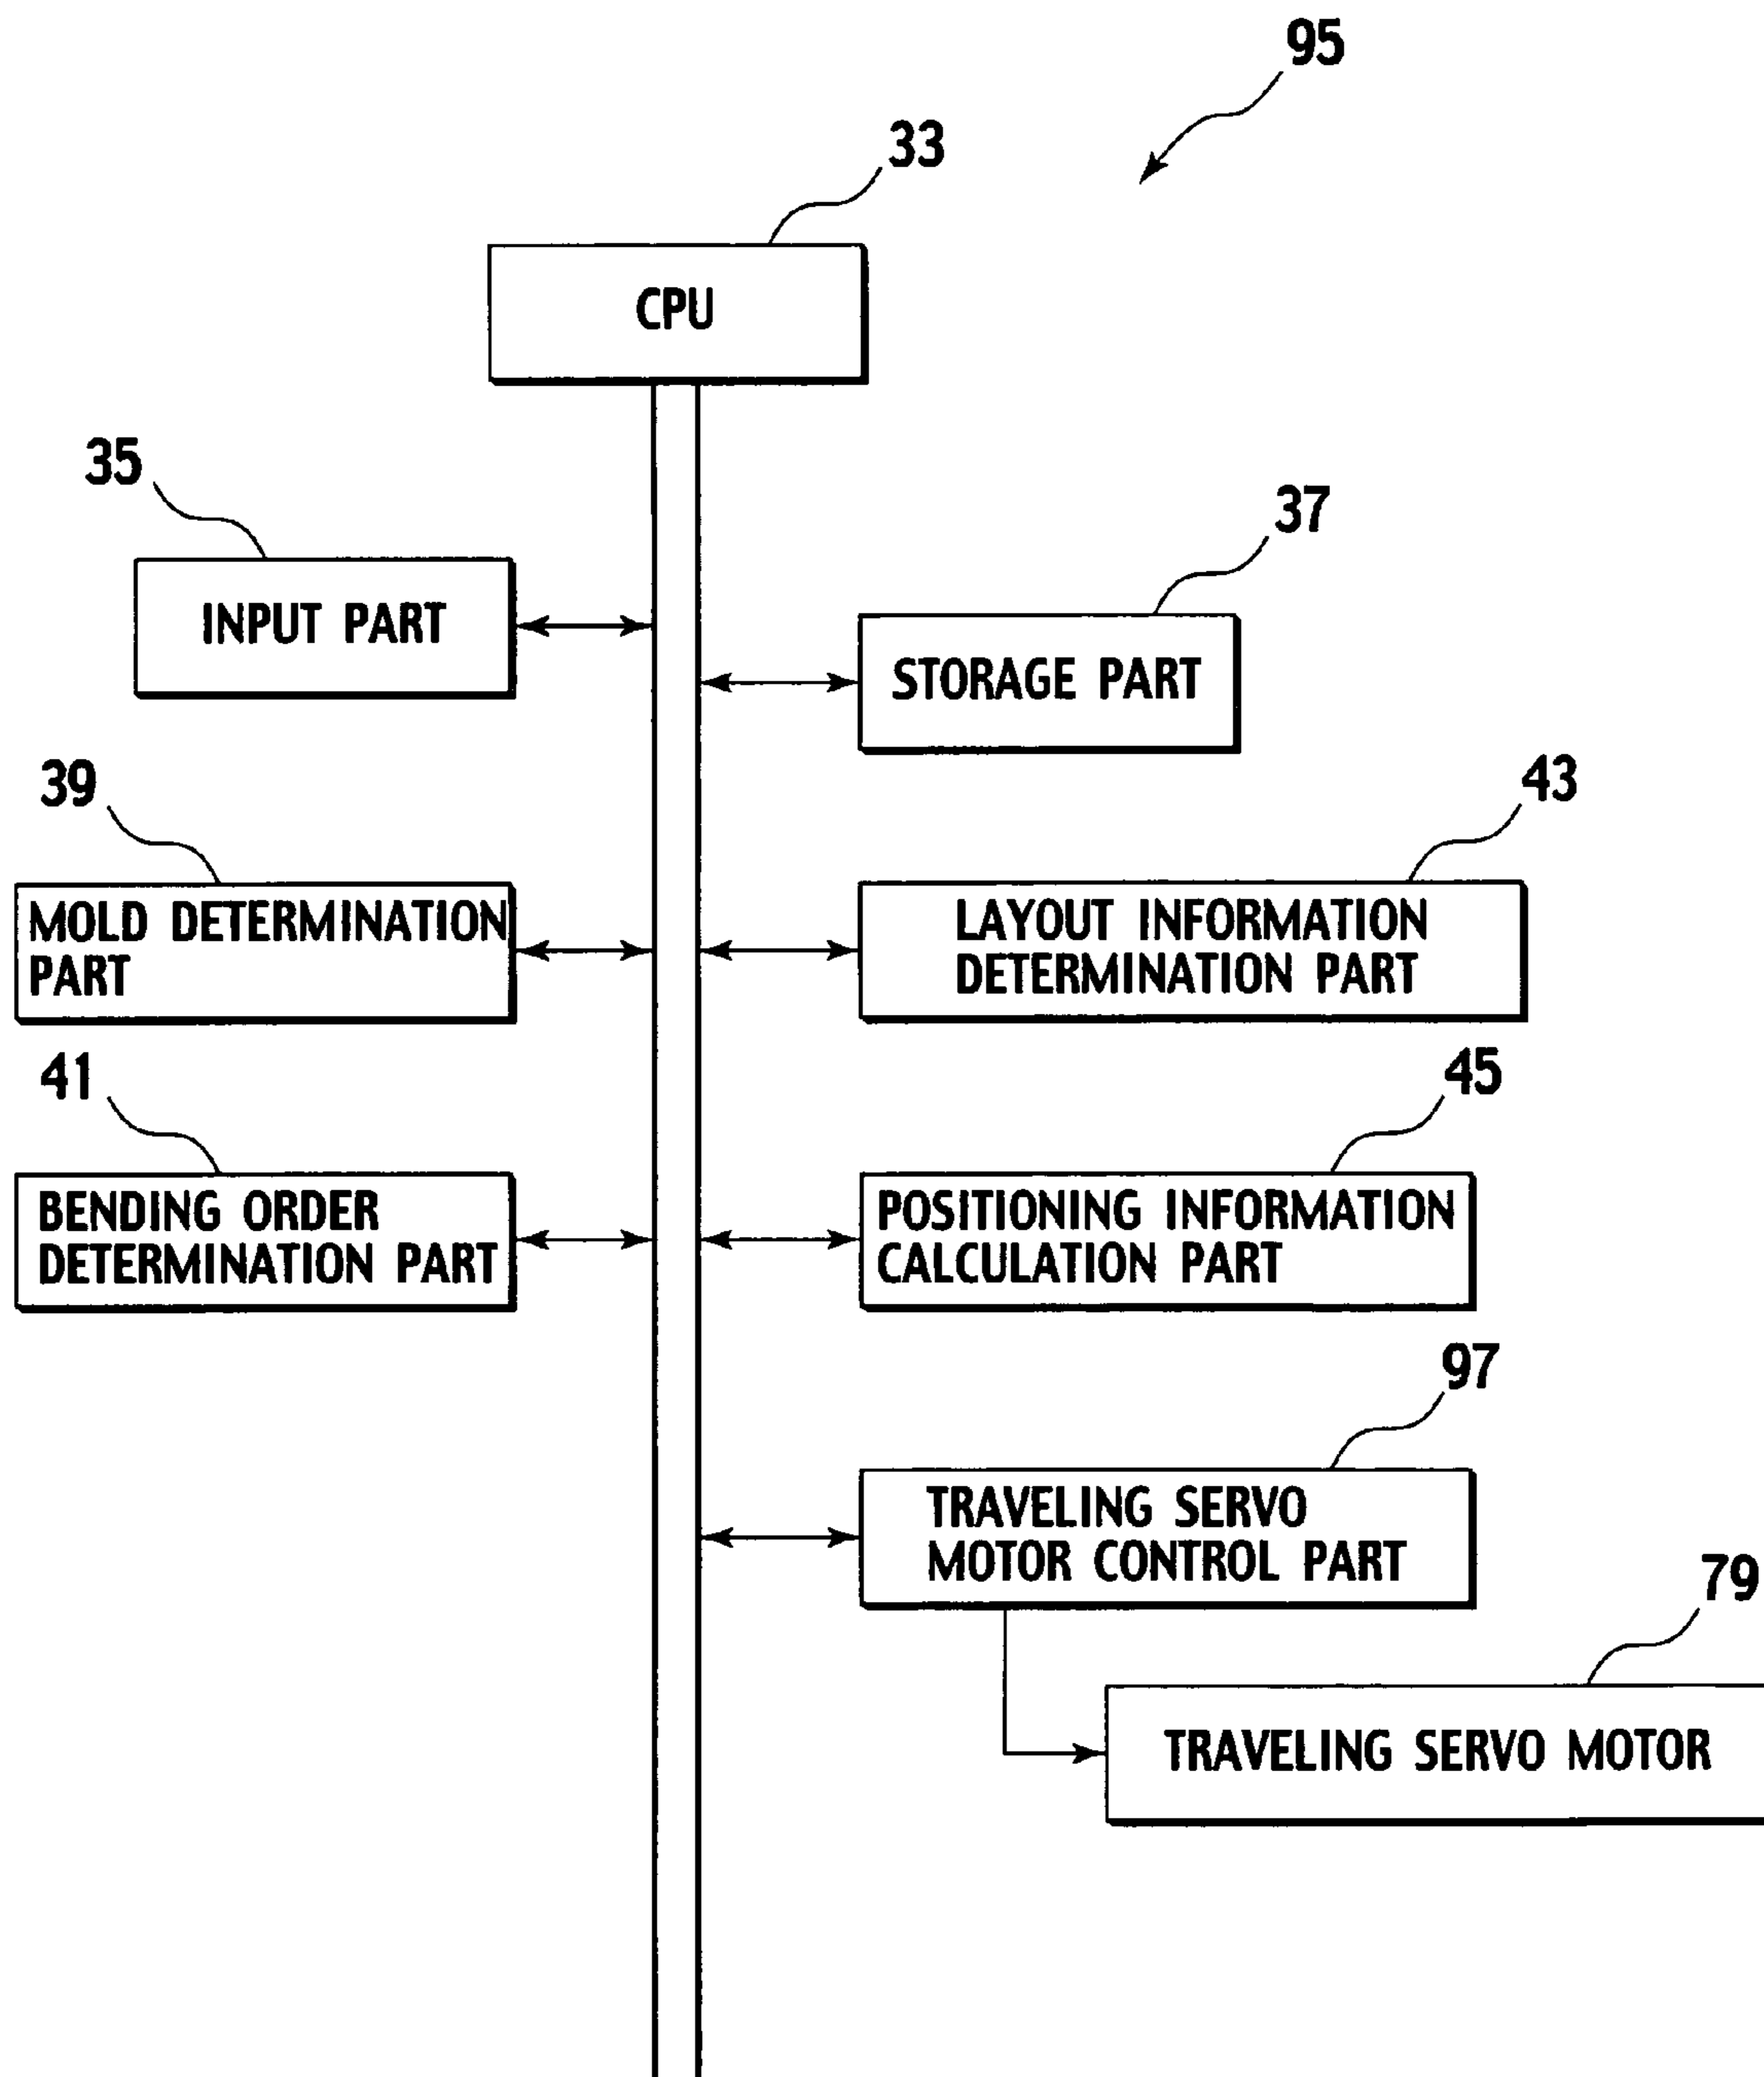 95
33
CPU
35
INPUT PART
37
STORAGE PART
39
MOLD DETERMINATION
PART
43
LAYOUT INFORMATION
DETERMINATION PART
41
BENDING ORDER
DETERMINATION PART
45
POSITIONING INFORMATION
CALCULATION PART
97
TRAVELING SERVO
MOTOR CONTROL PART
79
TRAVELING SERVO MOTOR